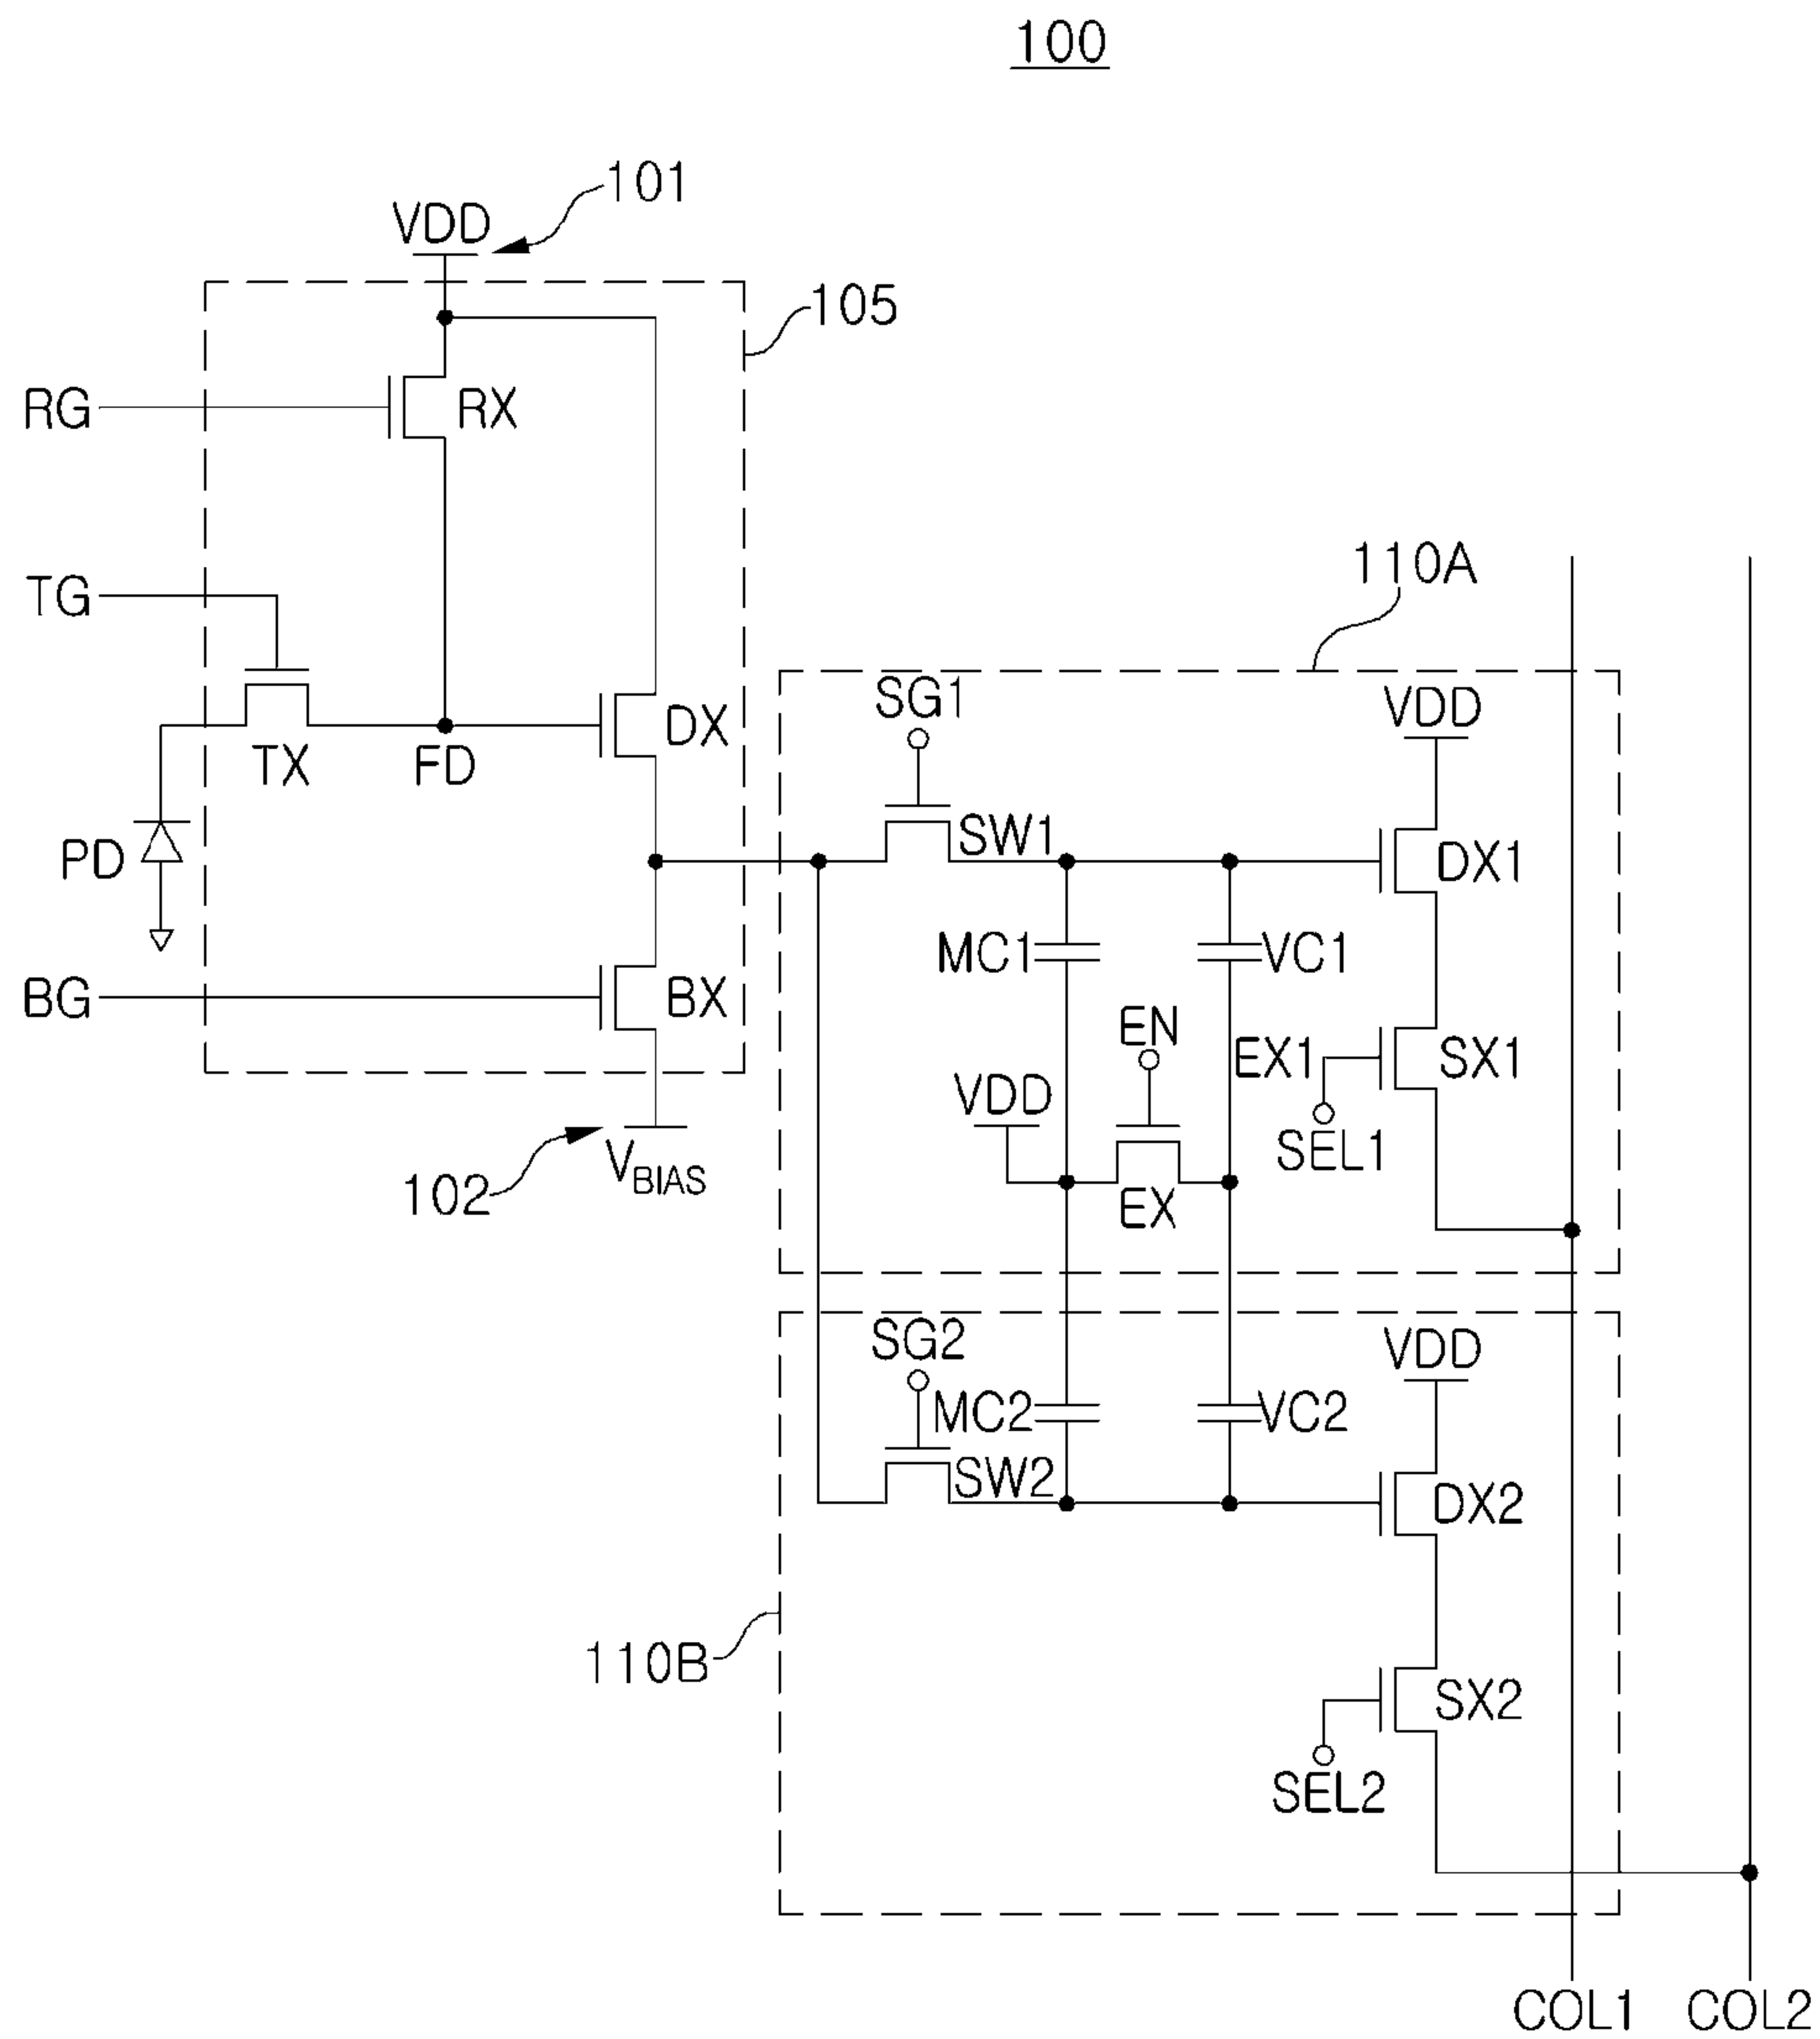 100
101
VDD
105
RG
RX
TG
110A
SG1
VDD
DX
TX
FD
SW1
PD
DX1
MC1
VC1
BG
BX
EN
EX1
SX1
VDD
SEL1
102
VBIAS
EX
SG2
VDD
MC2
VC2
SW2
DX2
110B
SX2
SEL2
COL1
COL2